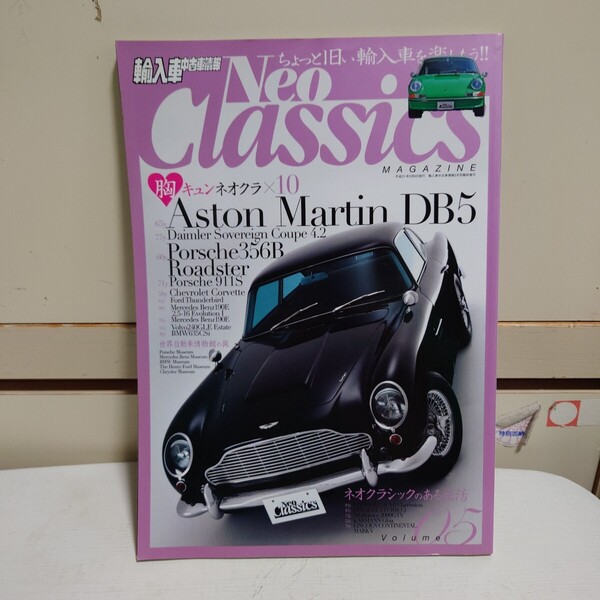 輸入車中古車情報
ちょっと旧い輸入車を楽しもう!!
Neo
Classics
MAGAZINE
胸キュンネオクラ×10
Aston Martin DB5
Daimler Sovereign Coupe 4.2
Porsche356B
Roadster
Porsche 911S
Chevrolet Corvette
Ford Thunderbird
Mercedes Benz190E
2.5-16 Evolution I
Mercedes Benz190E
Volvo240GLE Estate
BMW635CSi
世界自動車博物館の旅
Porsche Museum
Mercedes Benz Museum
BMW Museum
The Henry Ford Museum
Chrysler Museum
Neo
Classics
ネオクラシックのある生活
KARMANN Ghia
LINCOLN CONTINENTAL
MARK V
Volume 05